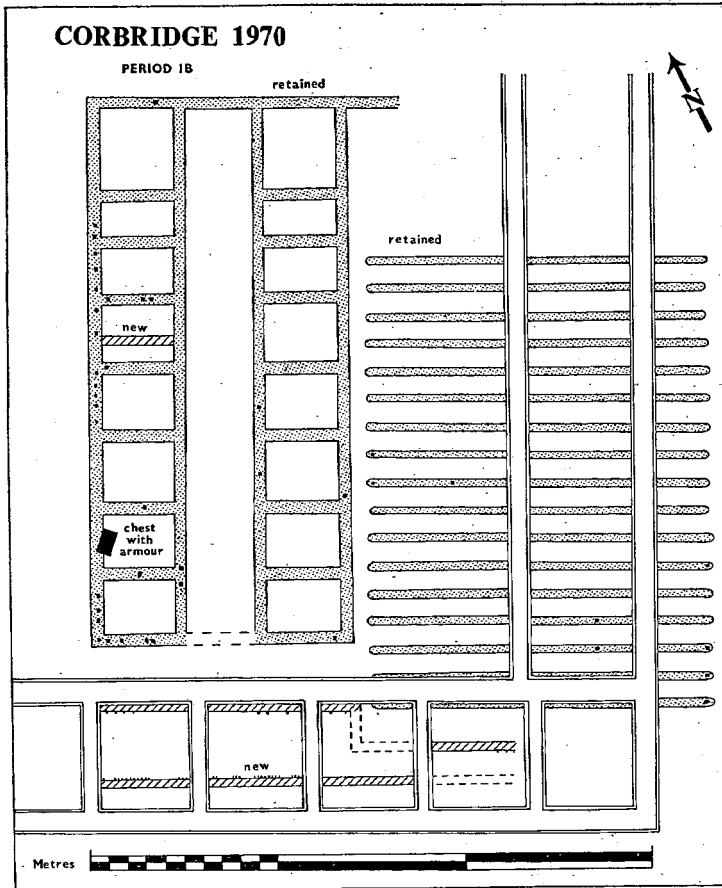 CORBRIDGE 1970
PERIOD IB
retained
N
retained
new
chest
with
armour
new
Metres